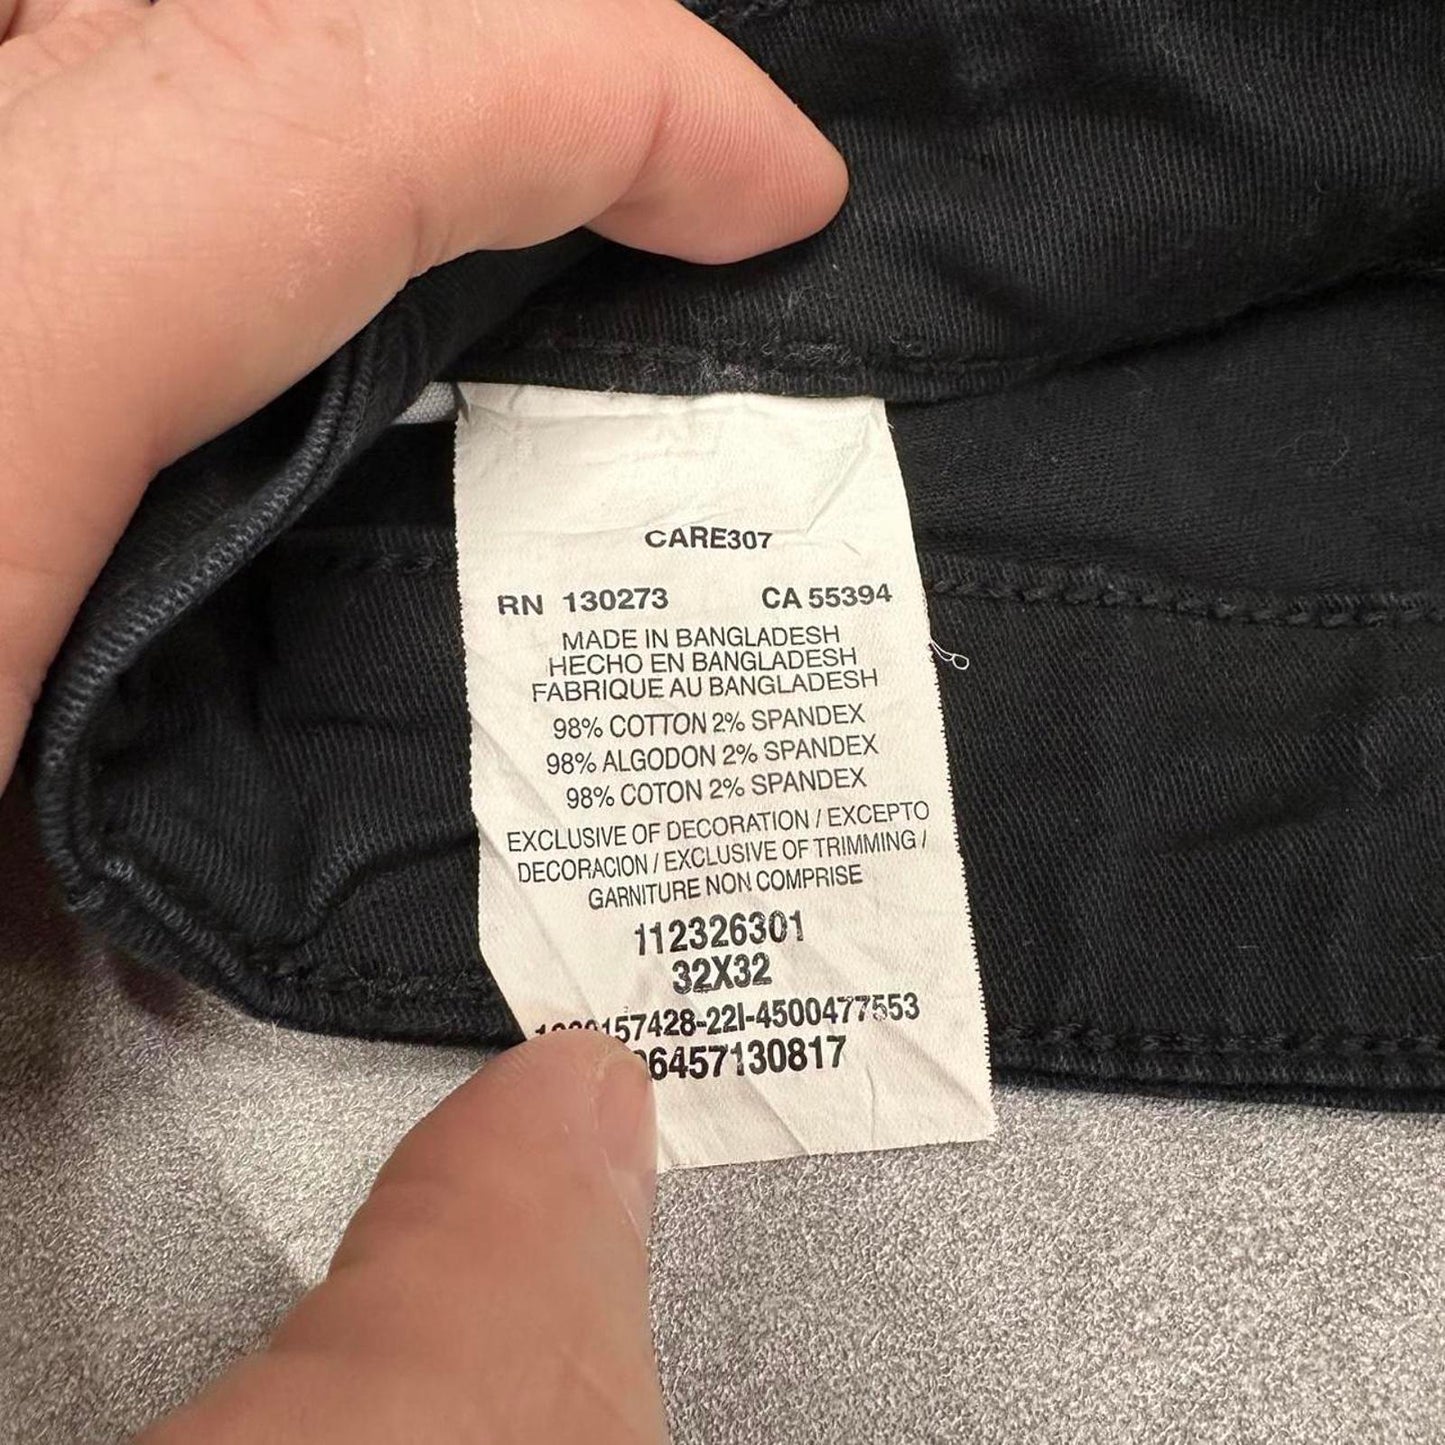 CARE307
RN 130273 CA 55394
MADE IN BANGLADESH
HECHO EN BANGLADESH
FABRIQUE AU BANGLADESH
98% COTTON 2% SPANDEX
98% ALGODON 2% SPANDEX
98% COTON 2% SPANDEX
EXCLUSIVE OF DECORATION / EXCEPTO
DECORACION / EXCLUSIVE OF TRIMMING /
GARNITURE NON COMPRISE
112326301
32X32